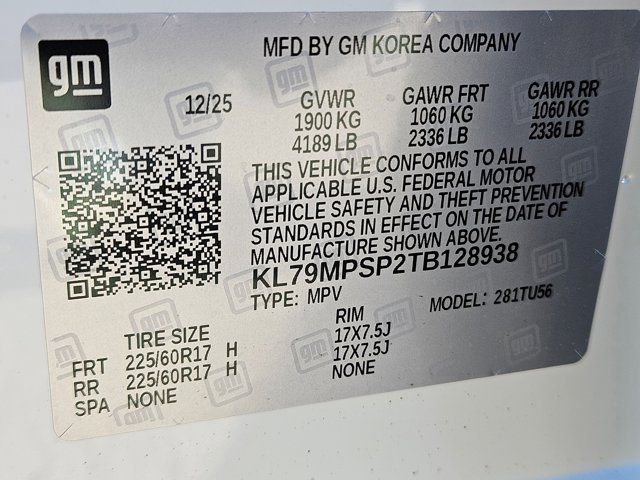 gm
MFD BY GM KOREA COMPANY
12/25
GVWR GAWR FRT GAWR RR
1900 KG 1060 KG 1060 KG
4189 LB 2336 LB 2336 LB
THIS VEHICLE CONFORMS TO ALL
APPLICABLE U.S. FEDERAL MOTOR
VEHICLE SAFETY AND THEFT PREVENTION
STANDARDS IN EFFECT ON THE DATE OF
MANUFACTURE SHOWN ABOVE.
KL79MPSP2TB128938
TYPE: MPV MODEL: 281TU56
TIRE SIZE RIM
FRT 225/60R17 H 17X7.5J
RR 225/60R17 H 17X7.5J
SPA NONE NONE